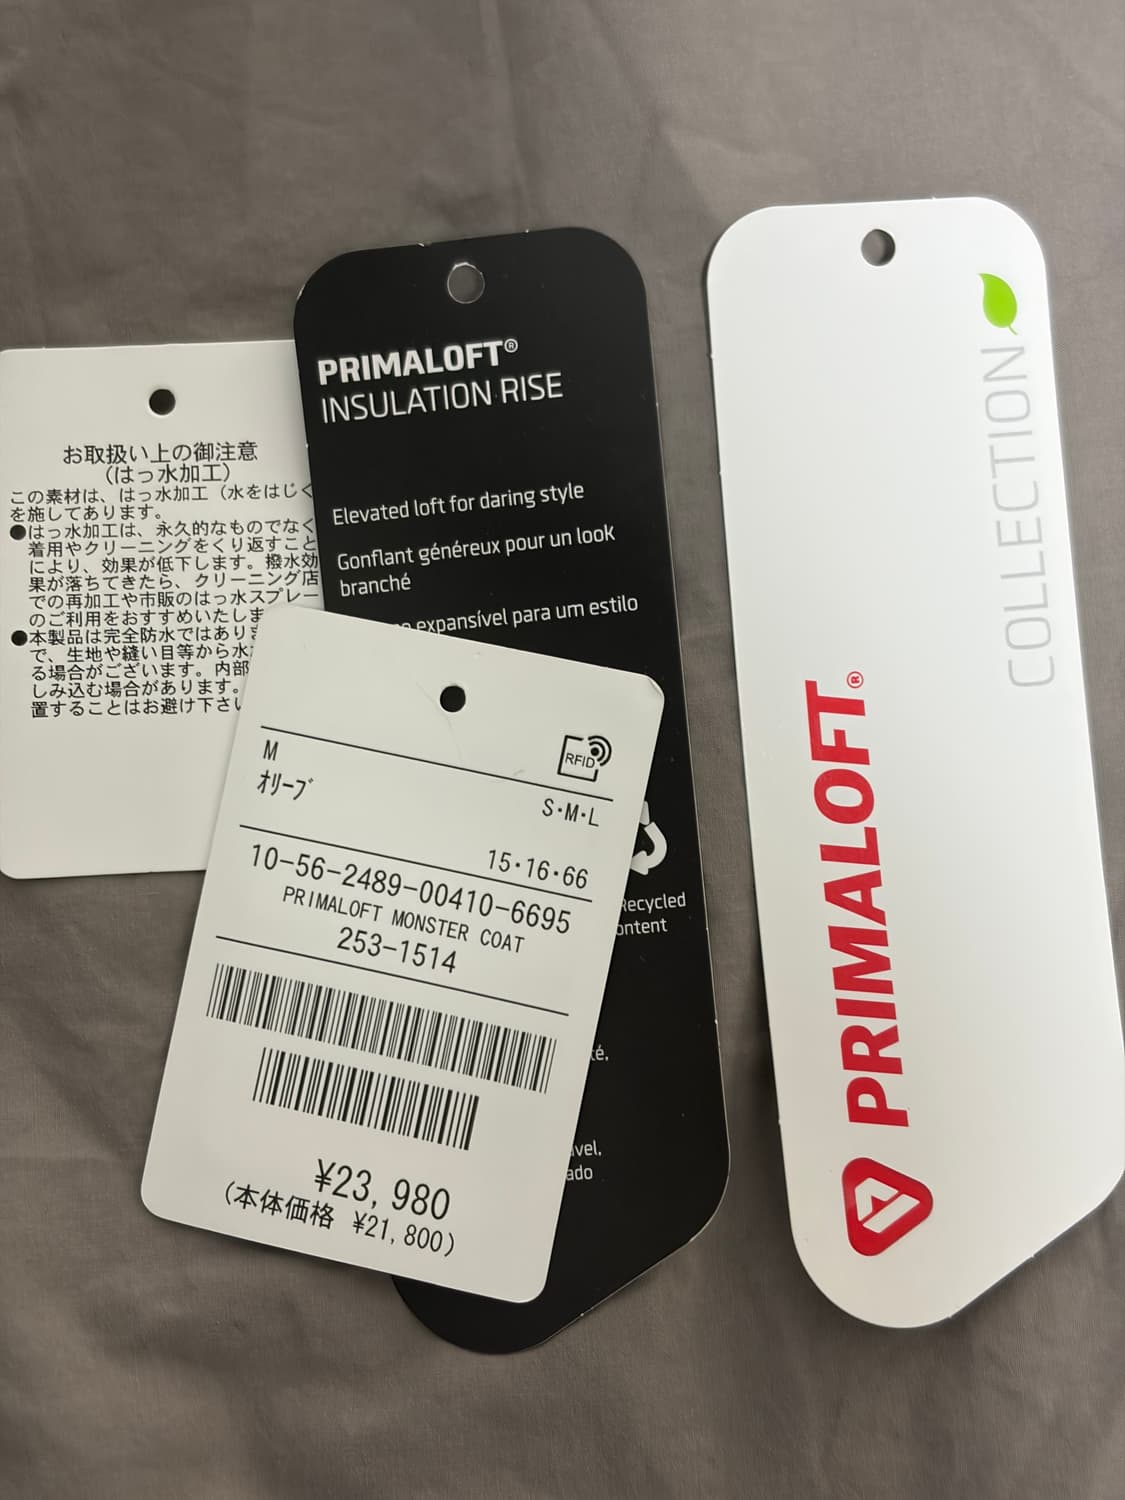 お取扱い上の御注意
（はっ水加工）
この素材は、はっ水加工（水をはじく
を施してあります。
●はっ水加工は、永久的なものでなく
着用やクリーニングをくり返すこと
により、効果が低下します。撥水効
果が落ちてきたら、クリーニング店
での再加工や市販のはっ水スプレー
のご利用をおすすめいたしま
●本製品は完全防水ではありま
で、生地や縫い目等から水
る場合がございます。内部
しみ込む場合があります。
置することはお避け下さい
PRIMALOFT®
INSULATION RISE
Elevated loft for daring style
Gonflant généreux pour un look
branché
expansível para um estilo
Recycled
ontent
té,
ável,
ado
M
RFID
オリーブ
S・M・L
15・16・66
10-56-2489-00410-6695
PRIMALOFT MONSTER COAT
253-1514
¥23,980
(本体価格 ¥21,800)
PRIMALOFT®
COLLECTION